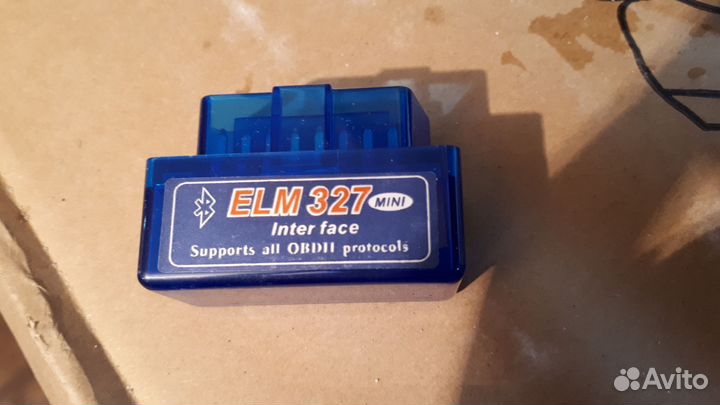 ELM 327 MINI
Inter face
Supports all OBDII protocols
Avito